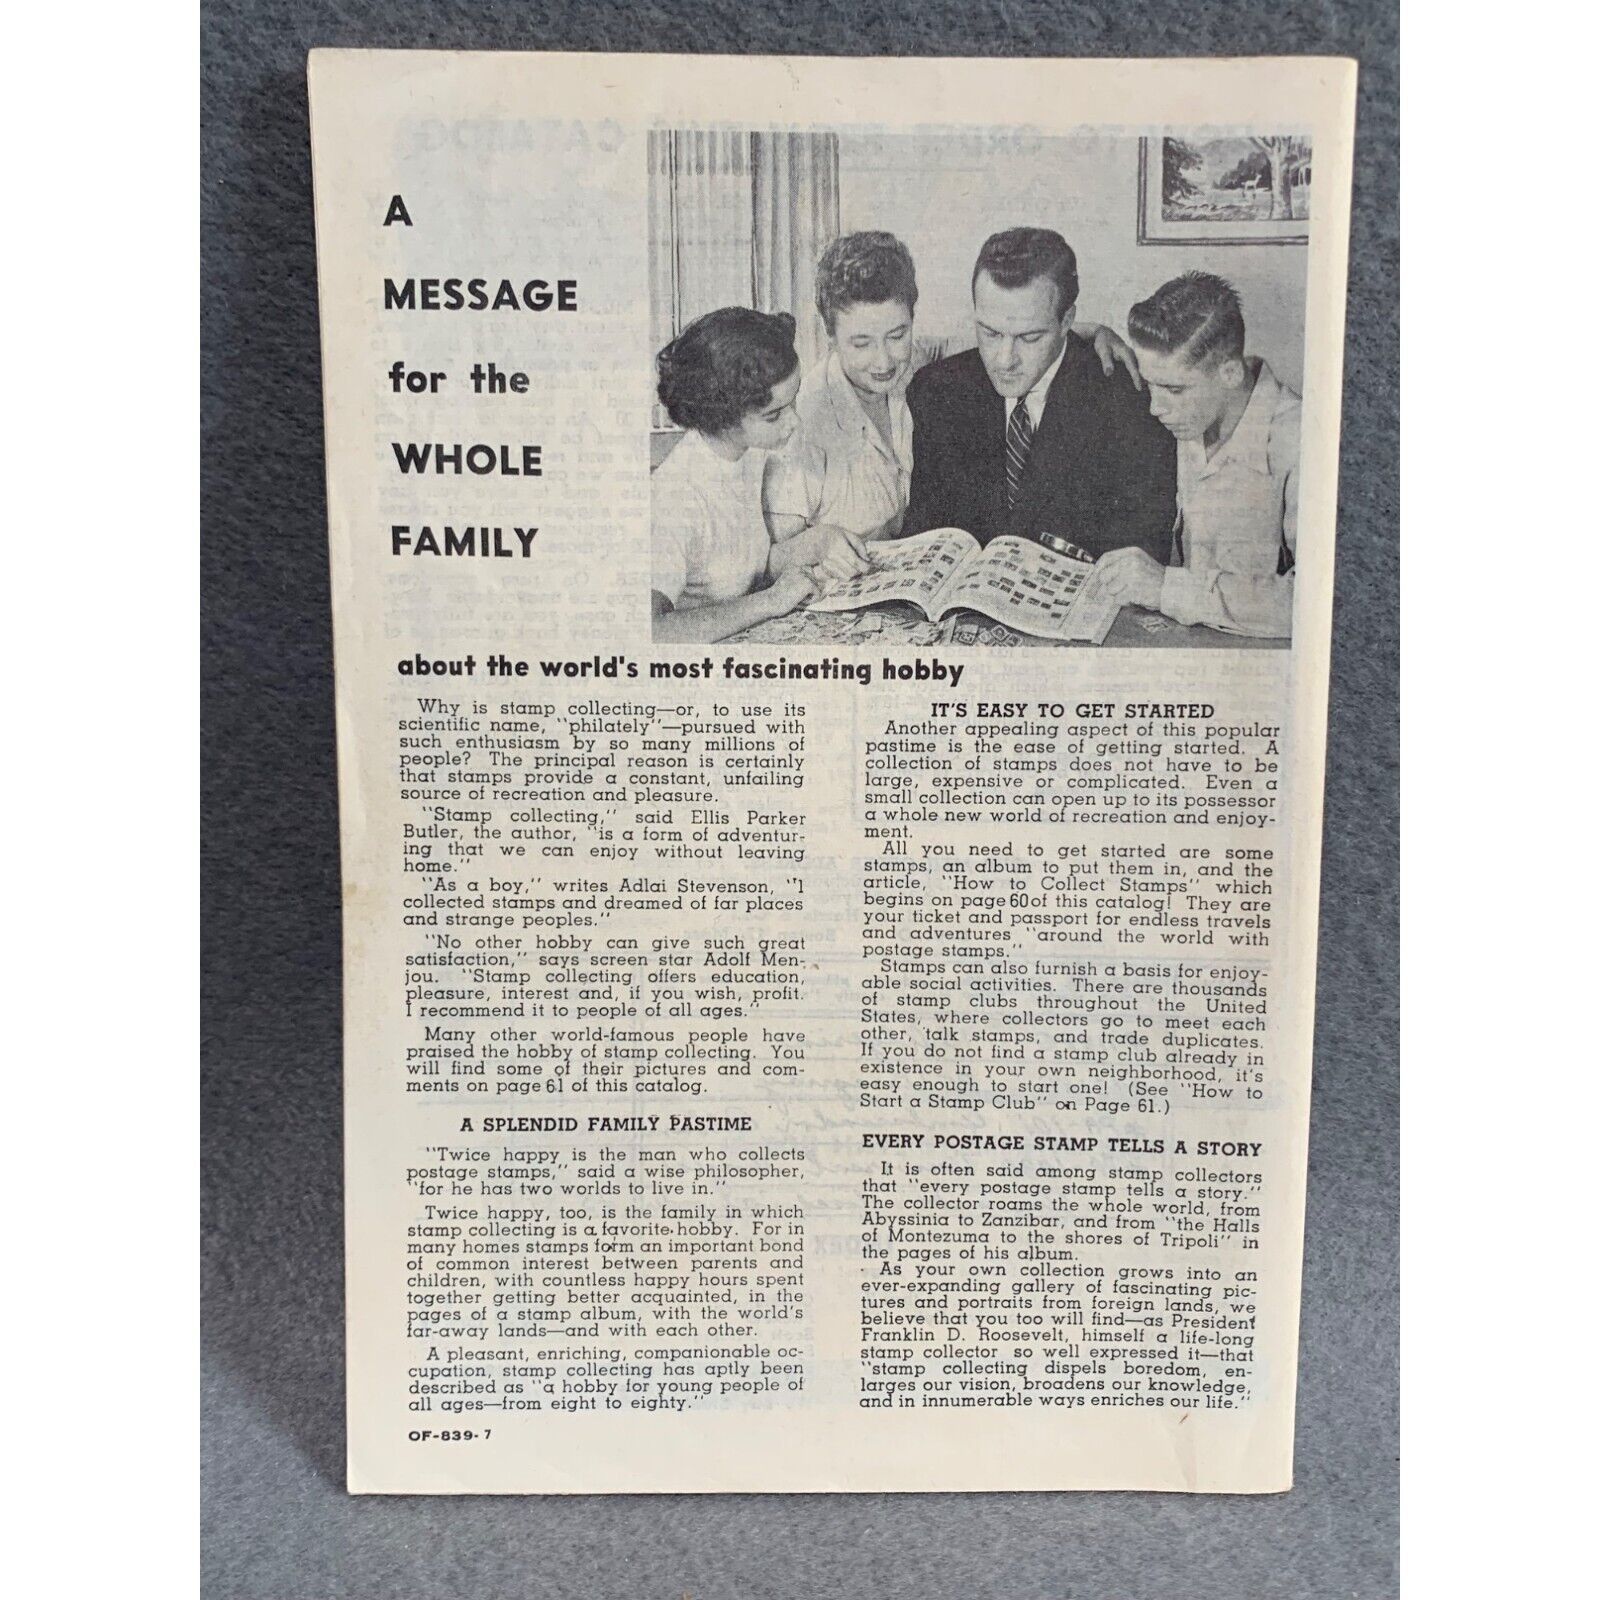 A
MESSAGE
for the
WHOLE
FAMILY
about the world's most fascinating hobby
Why is stamp collecting—or, to use its
scientific name, "philately"—pursued with
such enthusiasm by so many millions of
people? The principal reason is certainly
that stamps provide a constant, unfailing
source of recreation and pleasure.
"Stamp collecting," said Ellis Parker
Butler, the author, "is a form of adventur-
ing that we can enjoy without leaving
home."
"As a boy," writes Adlai Stevenson, "I
collected stamps and dreamed of far places
and strange peoples."
"No other hobby can give such great
satisfaction," says screen star Adolf Men-
jou. "Stamp collecting offers education,
pleasure, interest and, if you wish, profit.
I recommend it to people of all ages."
Many other world-famous people have
praised the hobby of stamp collecting. You
will find some of their pictures and com-
ments on page 61 of this catalog.
A SPLENDID FAMILY PASTIME
"Twice happy is the man who collects
postage stamps," said a wise philosopher,
"for he has two worlds to live in."
Twice happy, too, is the family in which
stamp collecting is a favorite hobby. For in
many homes stamps form an important bond
of common interest between parents and
children, with countless happy hours spent
together getting better acquainted, in the
pages of a stamp album, with the world's
far-away lands—and with each other.
A pleasant, enriching, companionable oc-
cupation, stamp collecting has aptly been
described as "a hobby for young people of
all ages—from eight to eighty."
OF-839-7
IT'S EASY TO GET STARTED
Another appealing aspect of this popular
pastime is the ease of getting started. A
collection of stamps does not have to be
large, expensive or complicated. Even a
small collection can open up to its possessor
a whole new world of recreation and enjoy-
ment.
All you need to get started are some
stamps, an album to put them in, and the
article, "How to Collect Stamps" which
begins on page 60 of this catalog! They are
your ticket and passport for endless travels
and adventures "around the world with
postage stamps."
Stamps can also furnish a basis for enjoy-
able social activities. There are thousands
of stamp clubs throughout the United
States, where collectors go to meet each
other, talk stamps, and trade duplicates.
If you do not find a stamp club already in
existence in your own neighborhood, it's
easy enough to start one! (See "How to
Start a Stamp Club" on Page 61.)
EVERY POSTAGE STAMP TELLS A STORY
It is often said among stamp collectors
that "every postage stamp tells a story."
The collector roams the whole world, from
Abyssinia to Zanzibar, and from "the Halls
of Montezuma to the shores of Tripoli" in
the pages of his album.
As your own collection grows into an
ever-expanding gallery of fascinating pic-
tures and portraits from foreign lands, we
believe that you too will find—as President
Franklin D. Roosevelt, himself a life-long
stamp collector so well expressed it—that
"stamp collecting dispels boredom, en-
larges our vision, broadens our knowledge,
and in innumerable ways enriches our life."